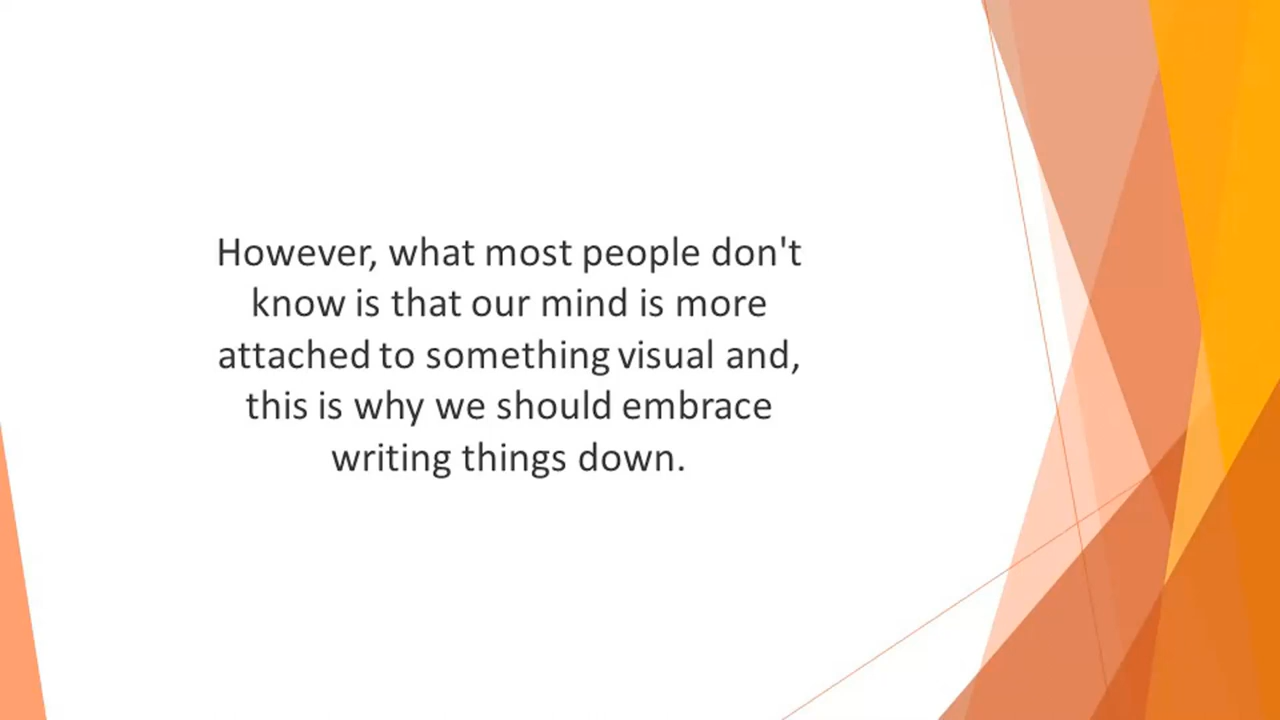 However, what most people don't
know is that our mind is more
attached to something visual and,
this is why we should embrace
writing things down.